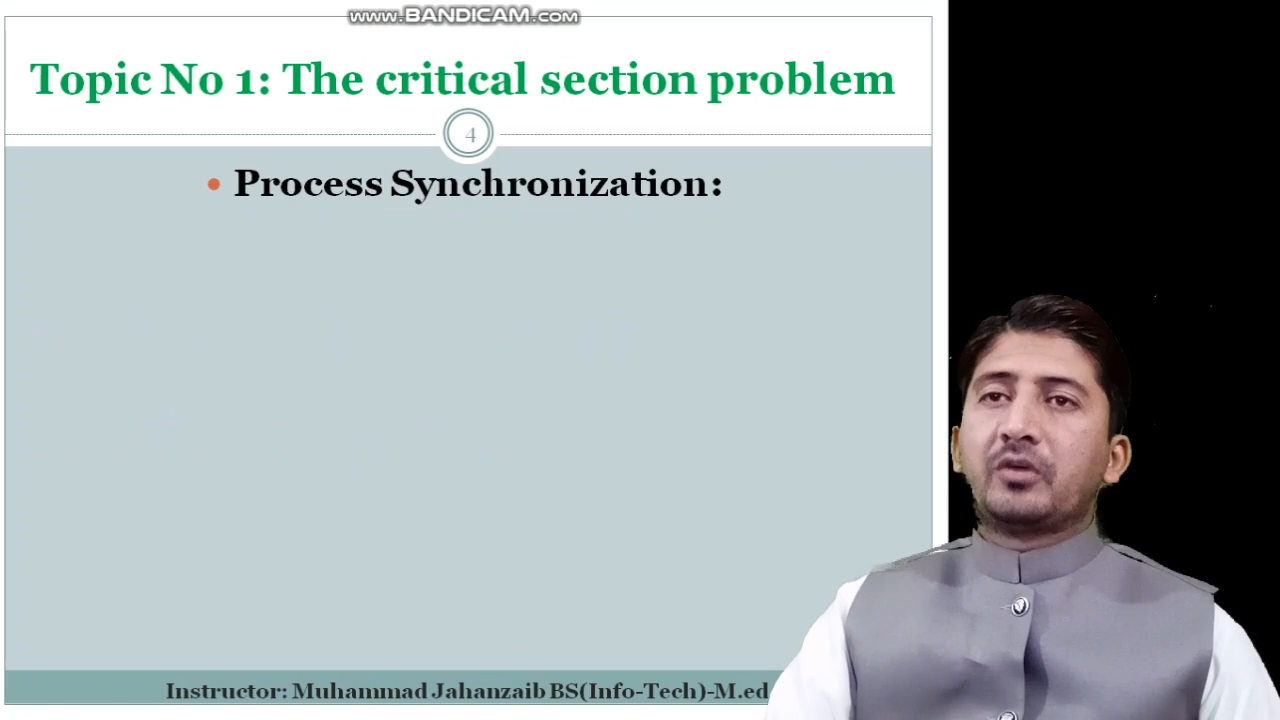 www.BANDICAM.com
Topic No 1: The critical section problem
4
• Process Synchronization:
Instructor: Muhammad Jahanzaib BS(Info-Tech)-M.ed